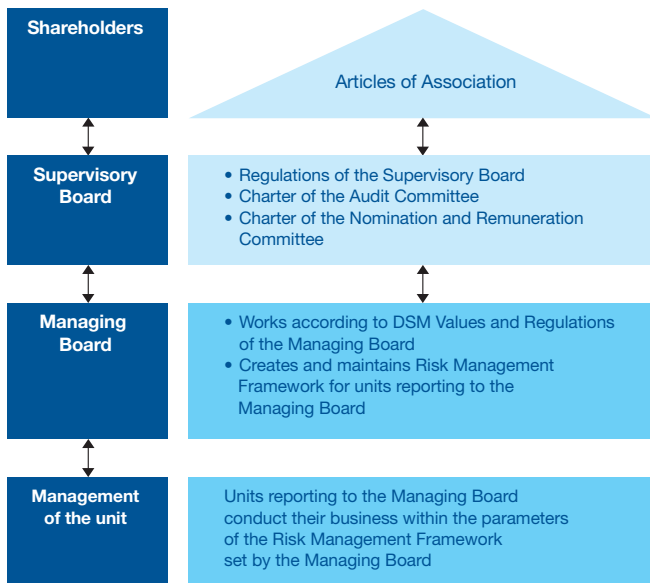 Shareholders
Articles of Association
Supervisory
Board
• Regulations of the Supervisory Board
• Charter of the Audit Committee
• Charter of the Nomination and Remuneration
Committee
Managing
Board
• Works according to DSM Values and Regulations
of the Managing Board
• Creates and maintains Risk Management
Framework for units reporting to the
Managing Board
Management
of the unit
Units reporting to the Managing Board
conduct their business within the parameters
of the Risk Management Framework
set by the Managing Board